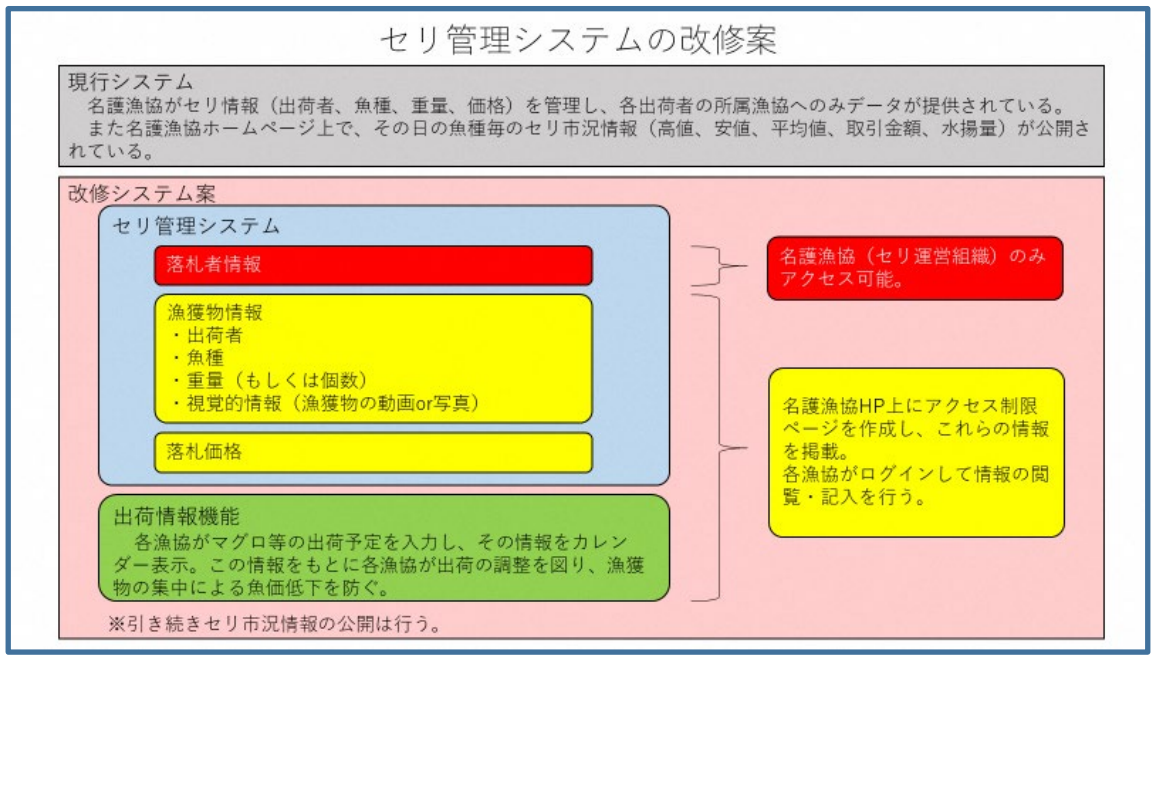 セリ管理システムの改修案
現行システム
名護漁協がセリ情報（出荷者、魚種、重量、価格）を管理し、各出荷者の所属漁協へのみデータが提供されている。
また名護漁協ホームページ上で、その日の魚種毎のセリ市況情報（高値、安値、平均値、取引金額、水揚量）が公開さ
れている。
改修システム案
セリ管理システム
落札者情報
名護漁協（セリ運営組織）のみ
アクセス可能。
漁獲物情報
・出荷者
・魚種
・重量（もしくは個数）
・視覚的情報（漁獲物の動画or写真）
落札価格
名護漁協HP上にアクセス制限
ページを作成し、これらの情報
を掲載。
各漁協がログインして情報の閲
覧・記入を行う。
出荷情報機能
各漁協がマグロ等の出荷予定を入力し、その情報をカレン
ダー表示。この情報をもとに各漁協が出荷の調整を図り、漁獲
物の集中による魚価低下を防ぐ。
※引き続きセリ市況情報の公開は行う。